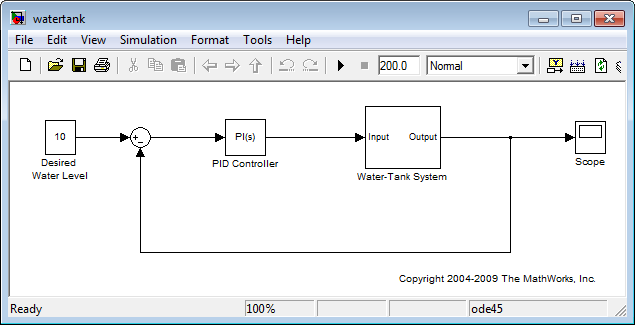 watertank
File Edit View Simulation Format Tools Help
200.0 Normal
10
Desired
Water Level
+
−
PI(s)
PID Controller
Input Output
Water-Tank System
Scope
Copyright 2004-2009 The MathWorks, Inc.
Ready 100% ode45